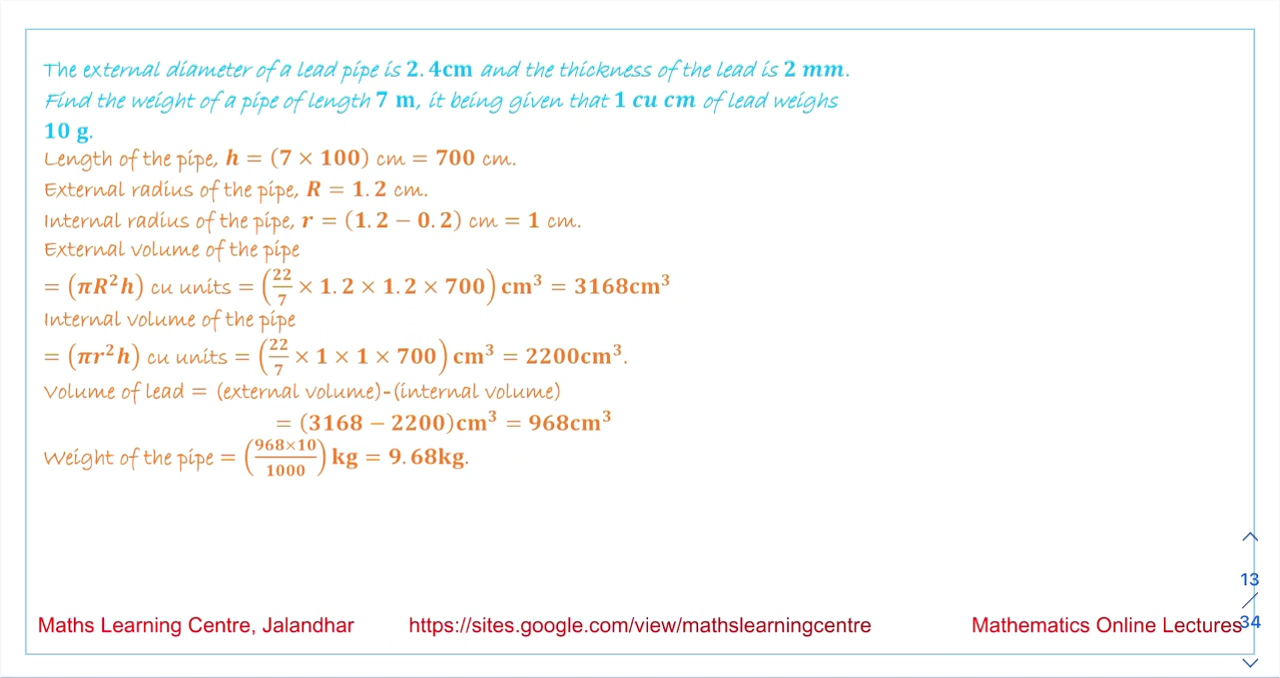 The external diameter of a lead pipe is 2.4cm and the thickness of the lead is 2 mm.
Find the weight of a pipe of length 7 m, it being given that 1 cu cm of lead weighs
10 g.
Length of the pipe, h = (7 × 100) cm = 700 cm.
External radius of the pipe, R = 1.2 cm.
Internal radius of the pipe, r = (1.2 − 0.2) cm = 1 cm.
External volume of the pipe
= (πR²h) cu units = (22/7 × 1.2 × 1.2 × 700) cm³ = 3168cm³
Internal volume of the pipe
= (πr²h) cu units = (22/7 × 1 × 1 × 700) cm³ = 2200cm³.
Volume of lead = (external volume)-(internal volume)
= (3168 − 2200)cm³ = 968cm³
Weight of the pipe = (968×10/1000) kg = 9.68kg.
13
/
34
Maths Learning Centre, Jalandhar https://sites.google.com/view/mathslearningcentre Mathematics Online Lectures